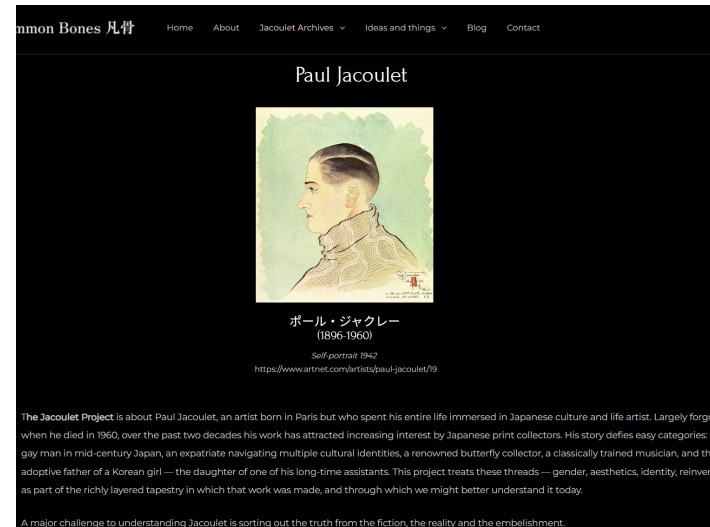 mmon Bones 凡骨
Home About Jacoulet Archives Ideas and things Blog Contact
Paul Jacoulet
ポール・ジャクレー
(1896-1960)
Self-portrait 1942
https://www.artnet.com/artists/paul-jacoulet/19
The Jacoulet Project is about Paul Jacoulet, an artist born in Paris but who spent his entire life immersed in Japanese culture and life artist. Largely forgo
when he died in 1960, over the past two decades his work has attracted increasing interest by Japanese print collectors. His story defies easy categories:
gay man in mid-century Japan, an expatriate navigating multiple cultural identities, a renowned butterfly collector, a classically trained musician, and th
adoptive father of a Korean girl — the daughter of one of his long-time assistants. This project treats these threads — gender, aesthetics, identity, reinver
as part of the richly layered tapestry in which that work was made, and through which we might better understand it today.
A major challenge to understanding Jacoulet is sorting out the truth from the fiction, the reality and the embelishment.